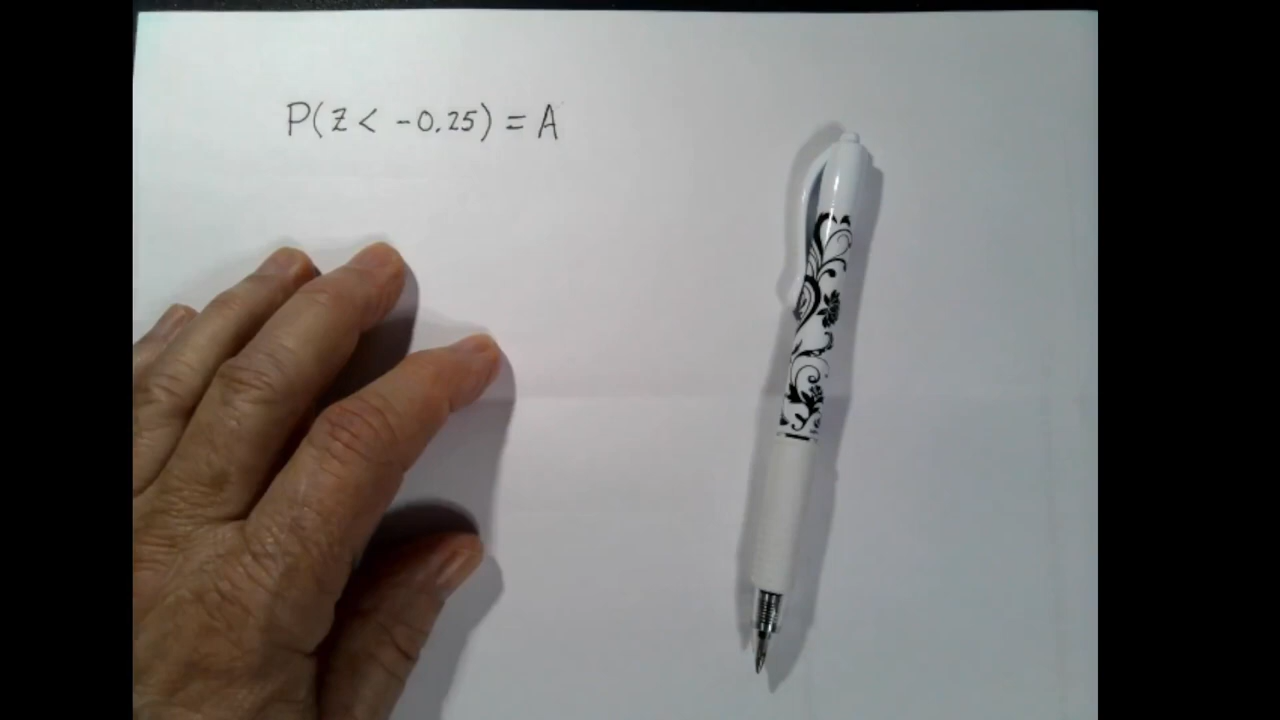 P(Z < -0.25) = A